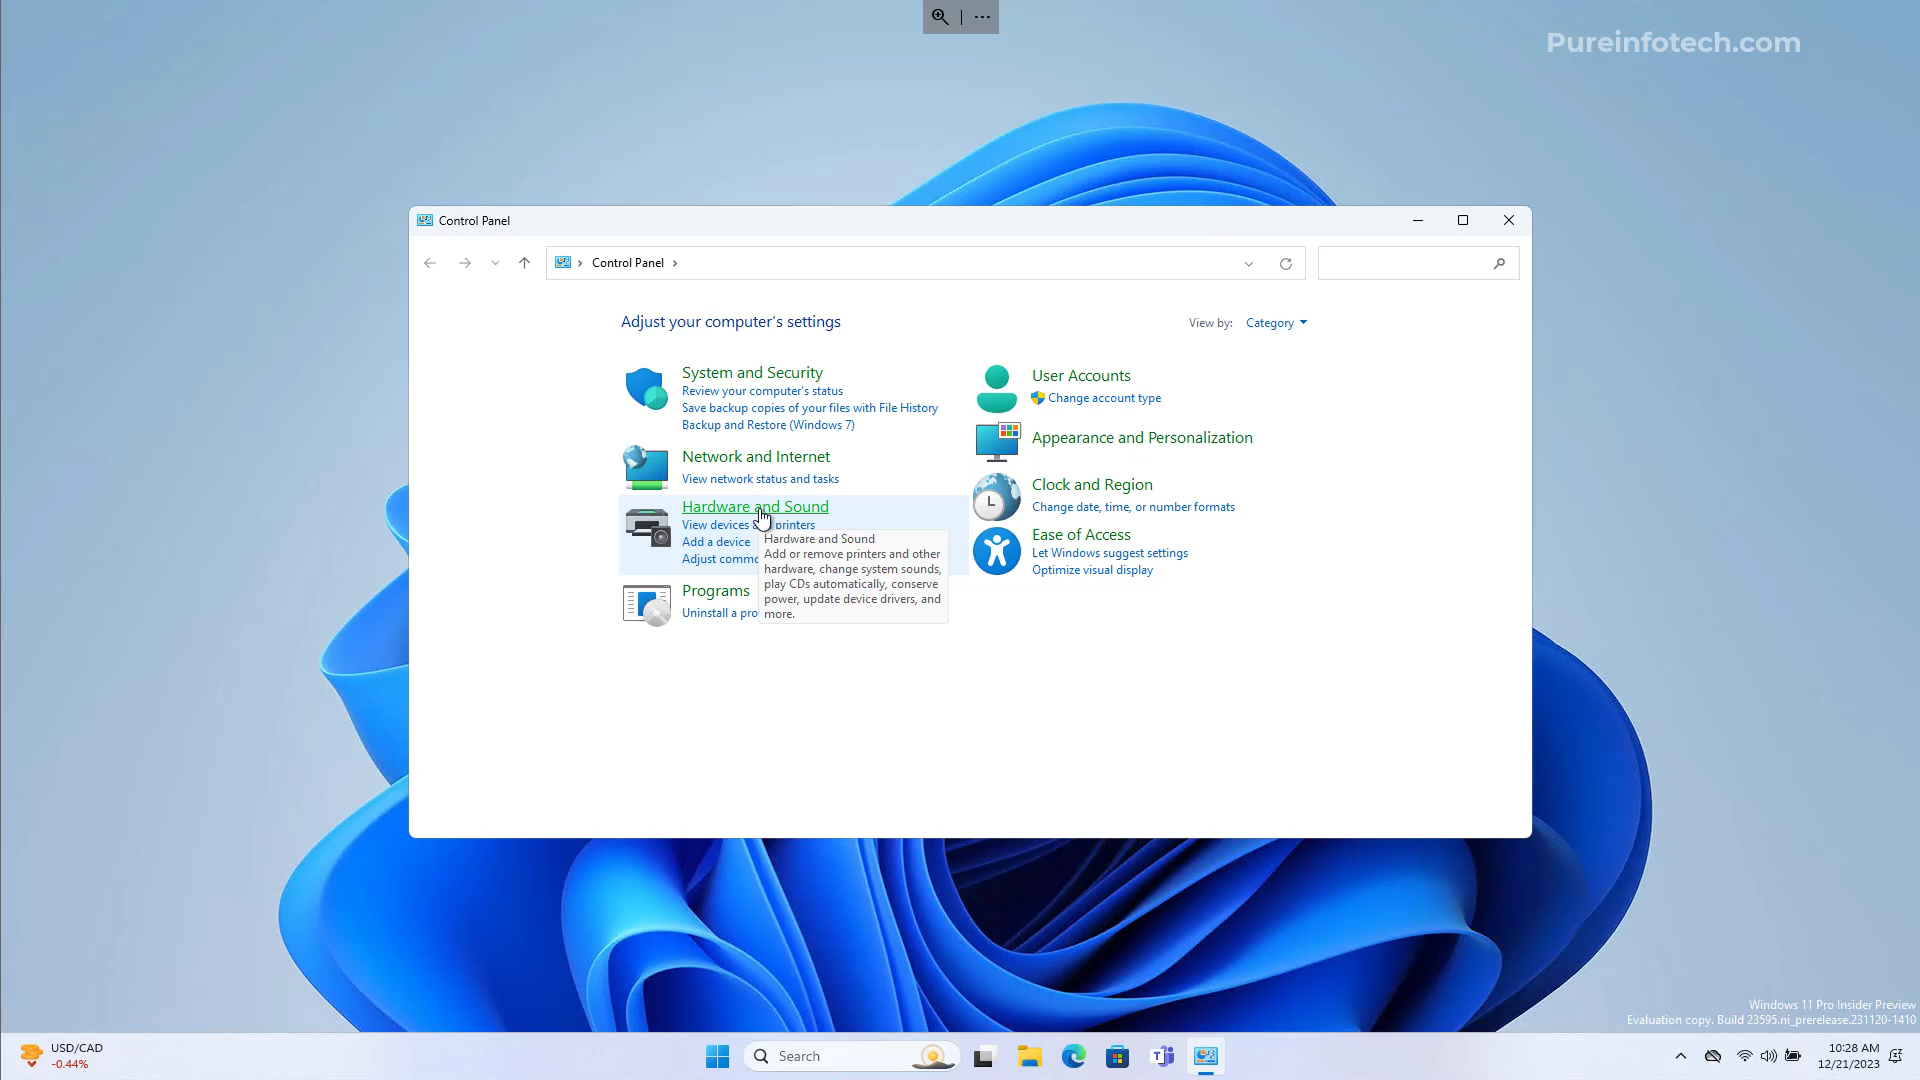 Pureinfotech.com
Control Panel
Control Panel
Adjust your computer's settings
View by: Category
System and Security
Review your computer's status
Save backup copies of your files with File History
Backup and Restore (Windows 7)
Network and Internet
View network status and tasks
Hardware and Sound
View devices printers
Add a device
Adjust
Programs
Uninstall a
Hardware and Sound
Add or remove printers and other
hardware, change system sounds,
play CDs automatically, conserve
power, update device drivers, and
more.
User Accounts
Change account type
Appearance and Personalization
Clock and Region
Change date, time, or number formats
Ease of Access
Let Windows suggest settings
Optimize visual display
Windows 11 Pro Insider Preview
Evaluation copy. Build 23595.ni_prerelease.231120-1410
USD/CAD
-0.44%
Search
10:28 AM
12/21/2023